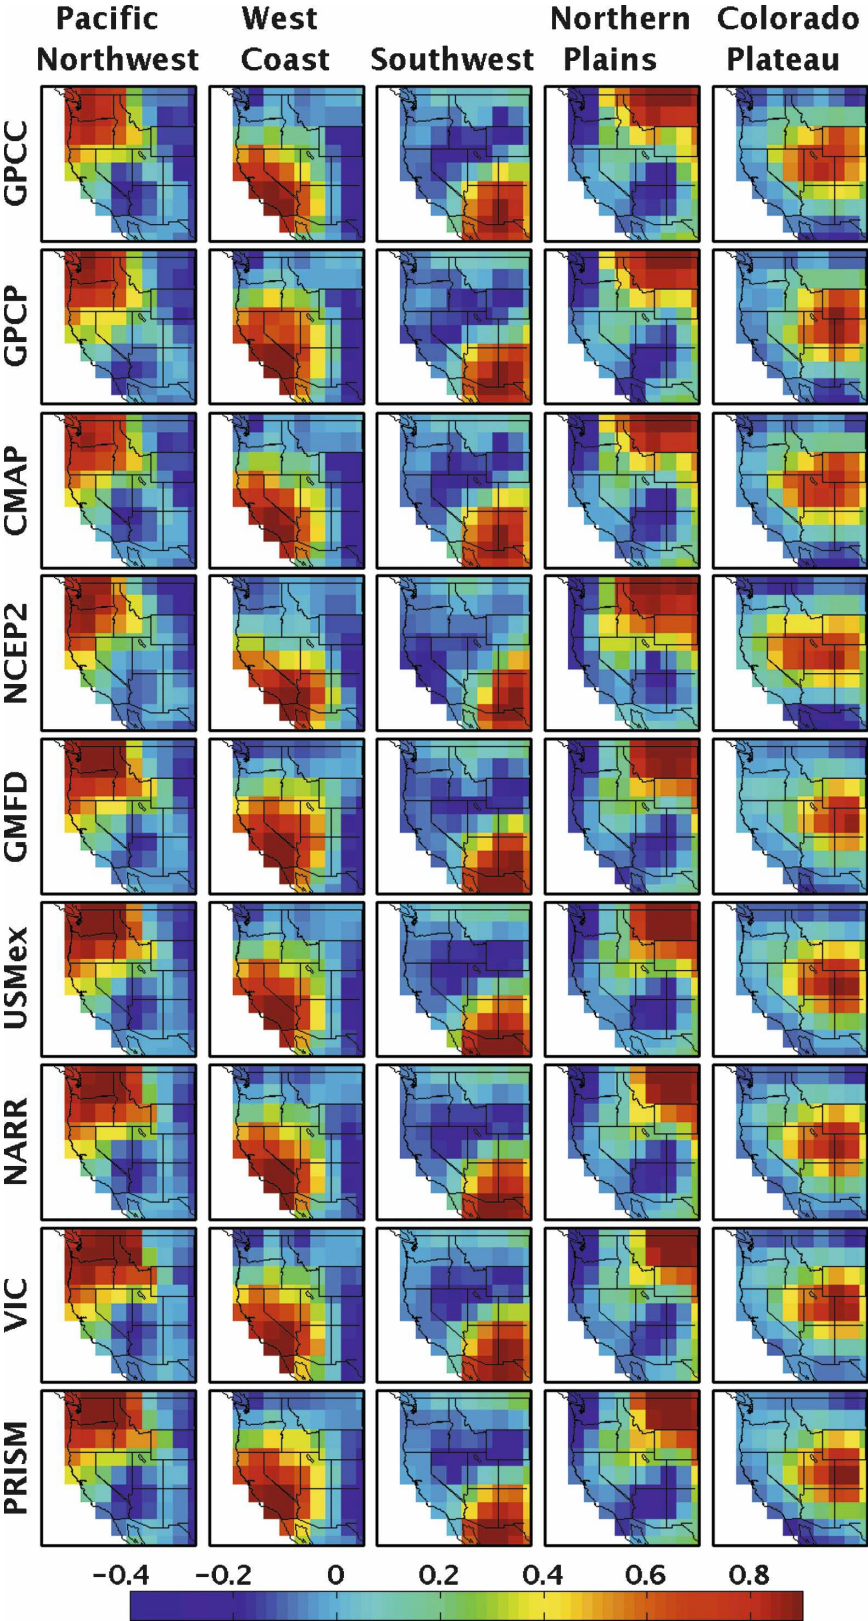 Pacific Northwest
West Coast
Southwest
Northern Plains
Colorado Plateau
GPCC
GPCP
CMAP
NCEP2
GMFD
USMex
NARR
VIC
PRISM
−0.4 −0.2 0 0.2 0.4 0.6 0.8